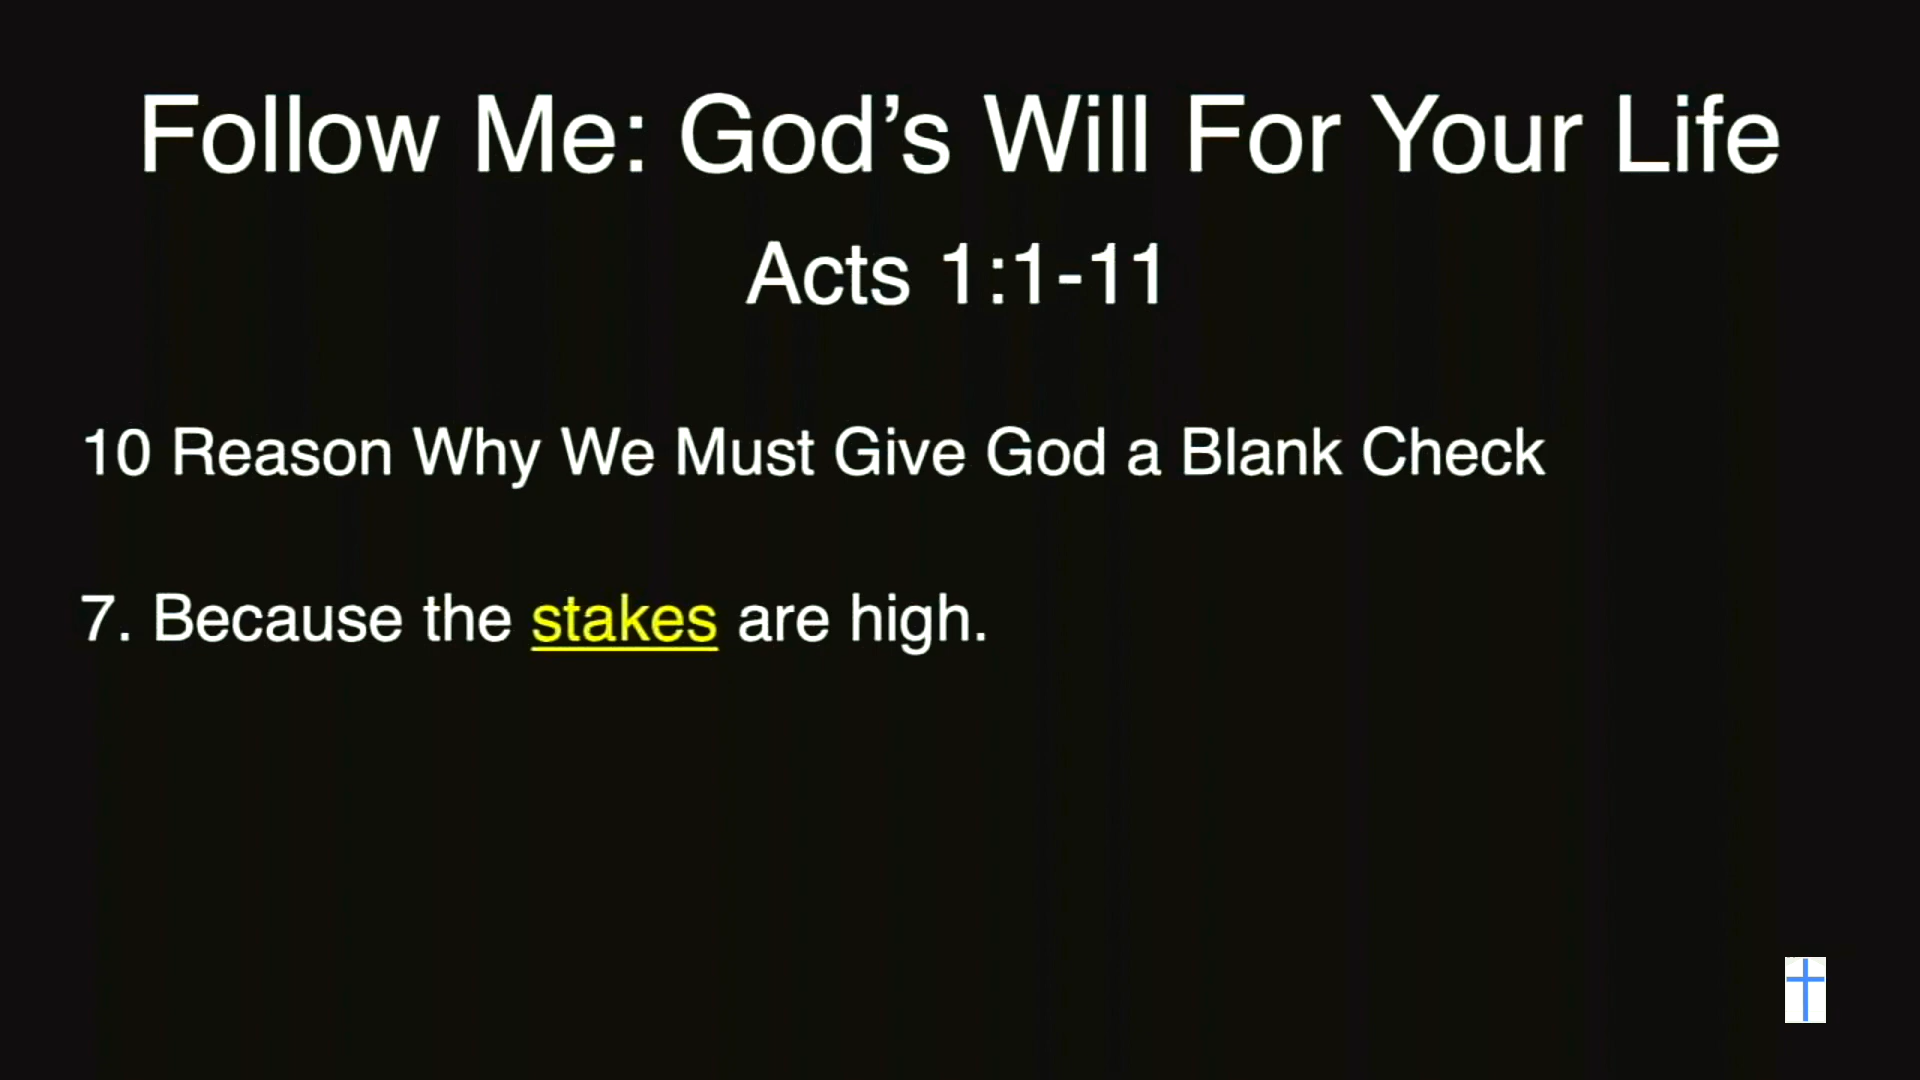 Follow Me: God’s Will For Your Life
Acts 1:1-11
10 Reason Why We Must Give God a Blank Check
7. Because the stakes are high.